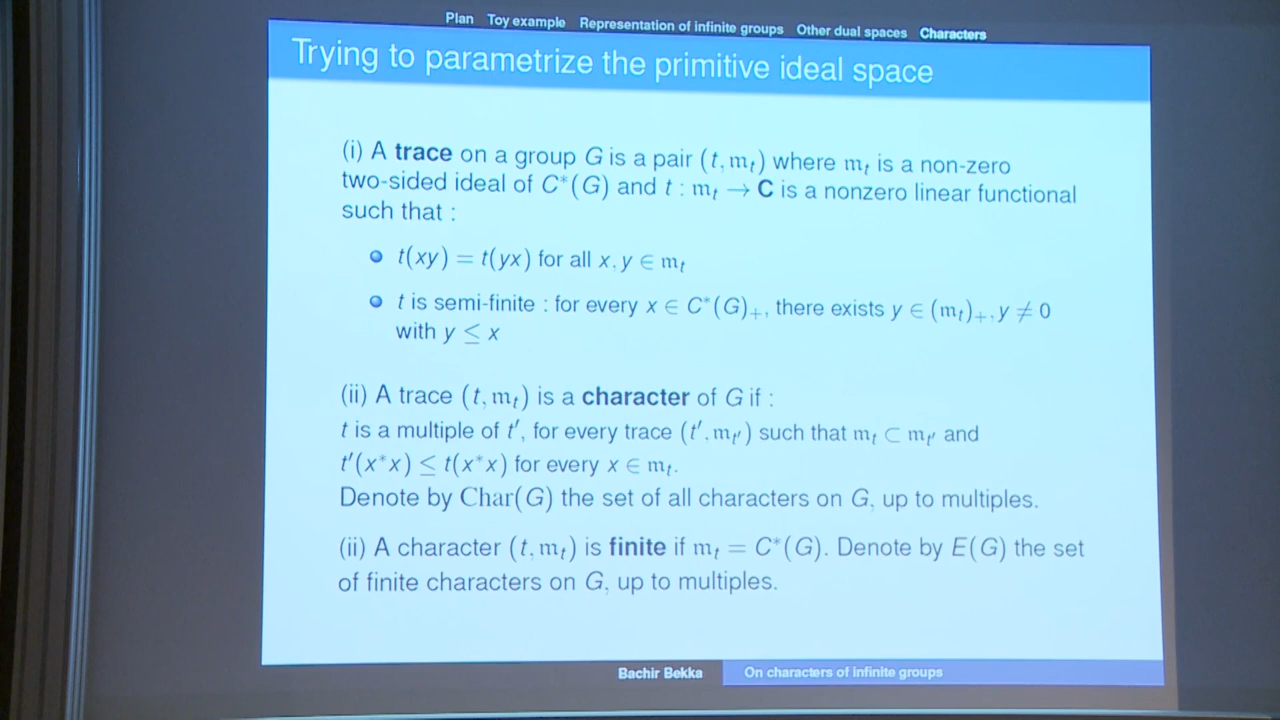 Plan Toy example Representation of infinite groups Other dual spaces Characters
Trying to parametrize the primitive ideal space
(i) A trace on a group G is a pair (t, m_t) where m_t is a non-zero
two-sided ideal of C*(G) and t : m_t → C is a nonzero linear functional
such that :
t(xy) = t(yx) for all x, y ∈ m_t
t is semi-finite : for every x ∈ C*(G)₊, there exists y ∈ (m_t)₊, y ≠ 0
with y ≤ x
(ii) A trace (t, m_t) is a character of G if :
t is a multiple of t', for every trace (t', m_t') such that m_t ⊂ m_t' and
t'(x*x) ≤ t(x*x) for every x ∈ m_t.
Denote by Char(G) the set of all characters on G, up to multiples.
(ii) A character (t, m_t) is finite if m_t = C*(G). Denote by E(G) the set
of finite characters on G, up to multiples.
Bachir Bekka On characters of infinite groups